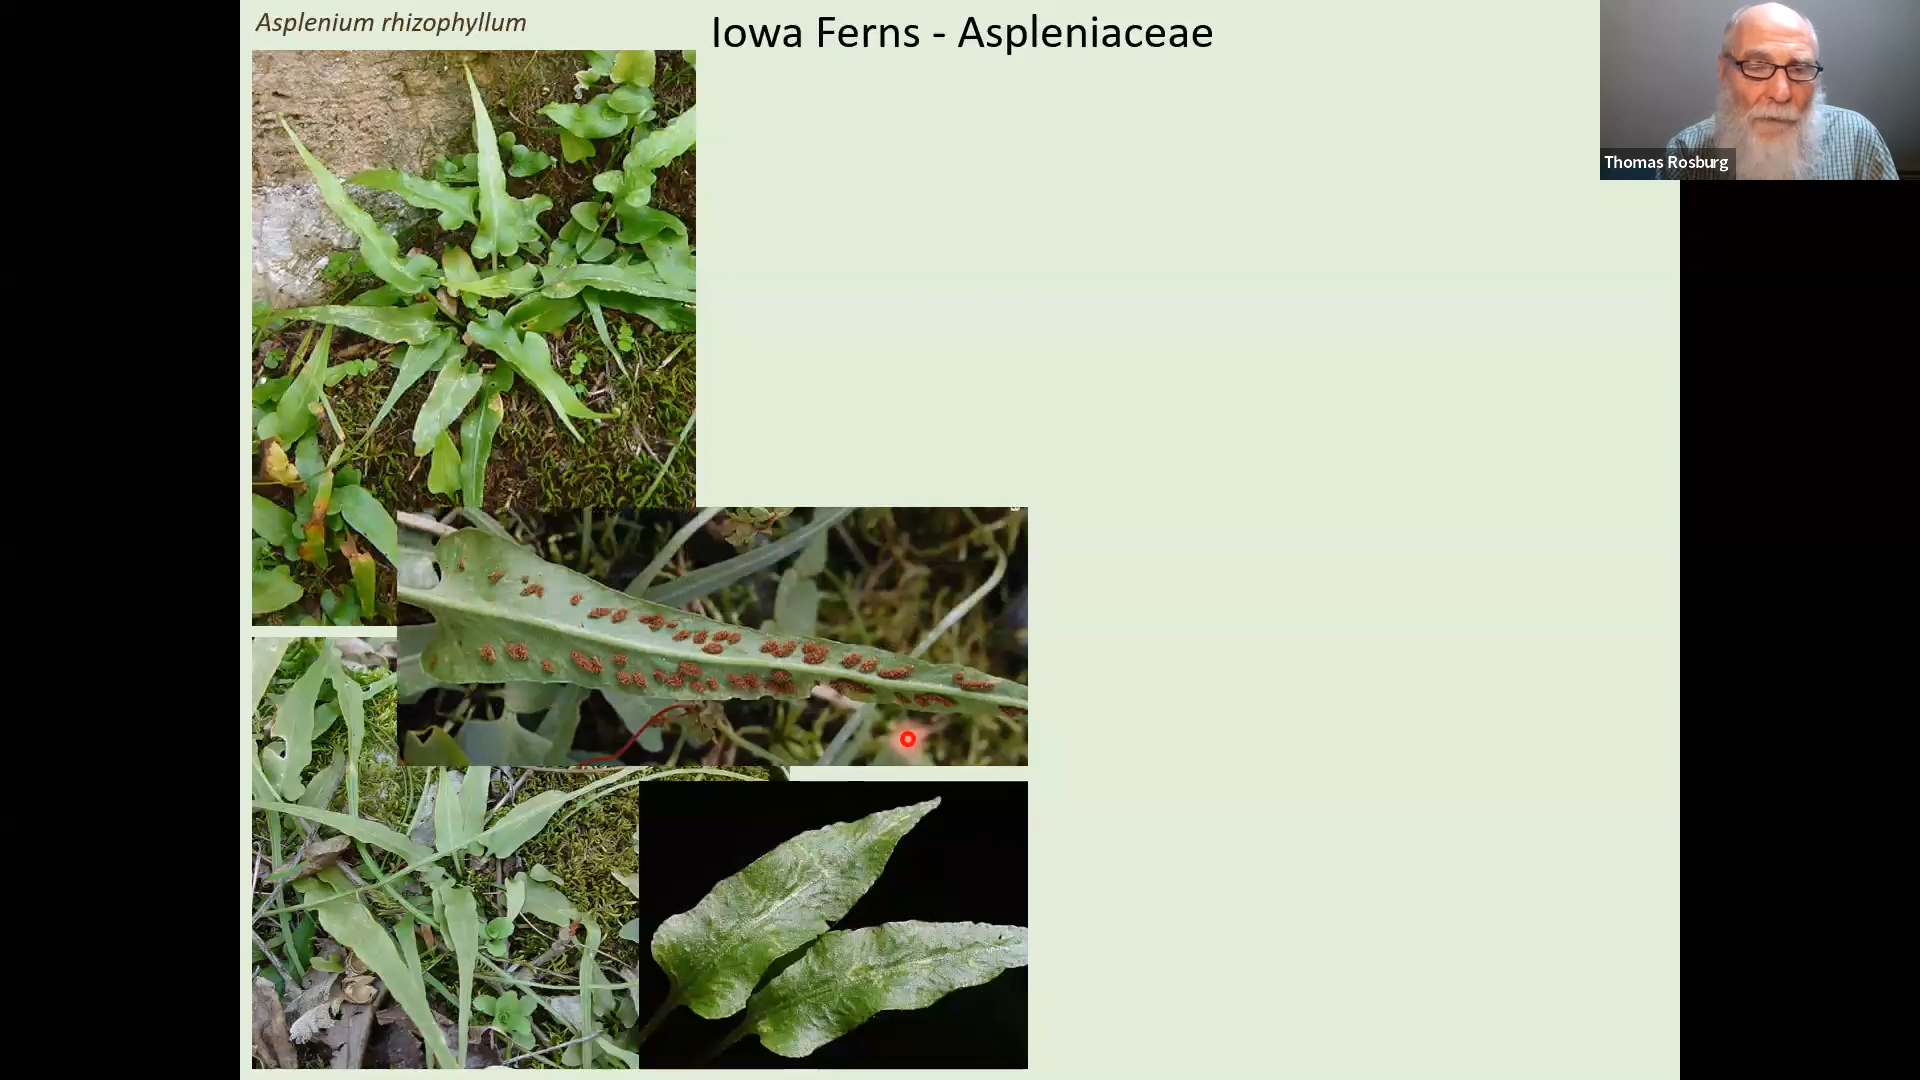 Asplenium rhizophyllum
Iowa Ferns - Aspleniaceae
Thomas Rosburg